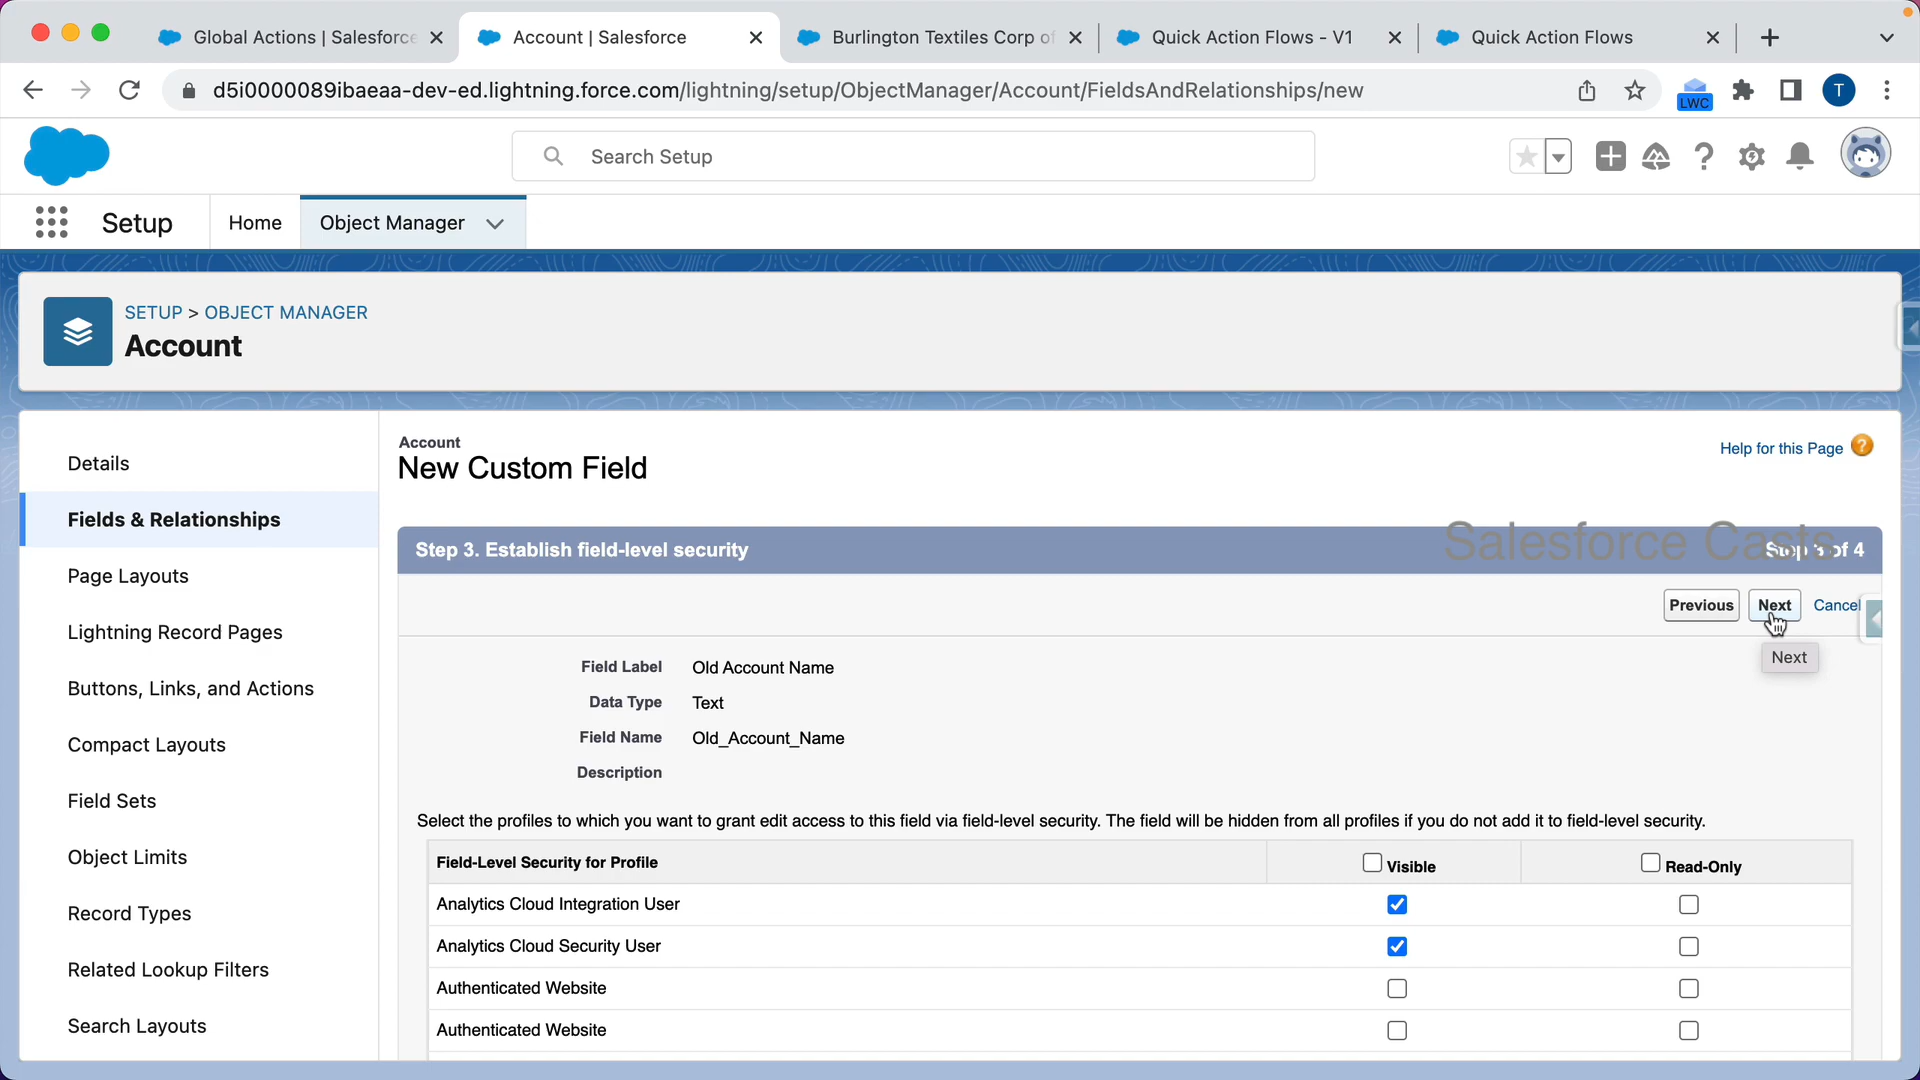 Global Actions | Salesforce
Account | Salesforce
Burlington Textiles Corp of
Quick Action Flows - V1
Quick Action Flows
d5i0000089ibaeaa-dev-ed.lightning.force.com/lightning/setup/ObjectManager/Account/FieldsAndRelationships/new
LWC
T
Search Setup
Setup
Home
Object Manager
SETUP > OBJECT MANAGER
Account
Details
Fields & Relationships
Page Layouts
Lightning Record Pages
Buttons, Links, and Actions
Compact Layouts
Field Sets
Object Limits
Record Types
Related Lookup Filters
Search Layouts
Account
New Custom Field
Help for this Page ?
Step 3. Establish field-level security
Step 3 of 4
Salesforce Casts
Previous
Next
Cancel
Next
Field Label Old Account Name
Data Type Text
Field Name Old_Account_Name
Description
Select the profiles to which you want to grant edit access to this field via field-level security. The field will be hidden from all profiles if you do not add it to field-level security.
Field-Level Security for Profile Visible Read-Only
Analytics Cloud Integration User
Analytics Cloud Security User
Authenticated Website
Authenticated Website